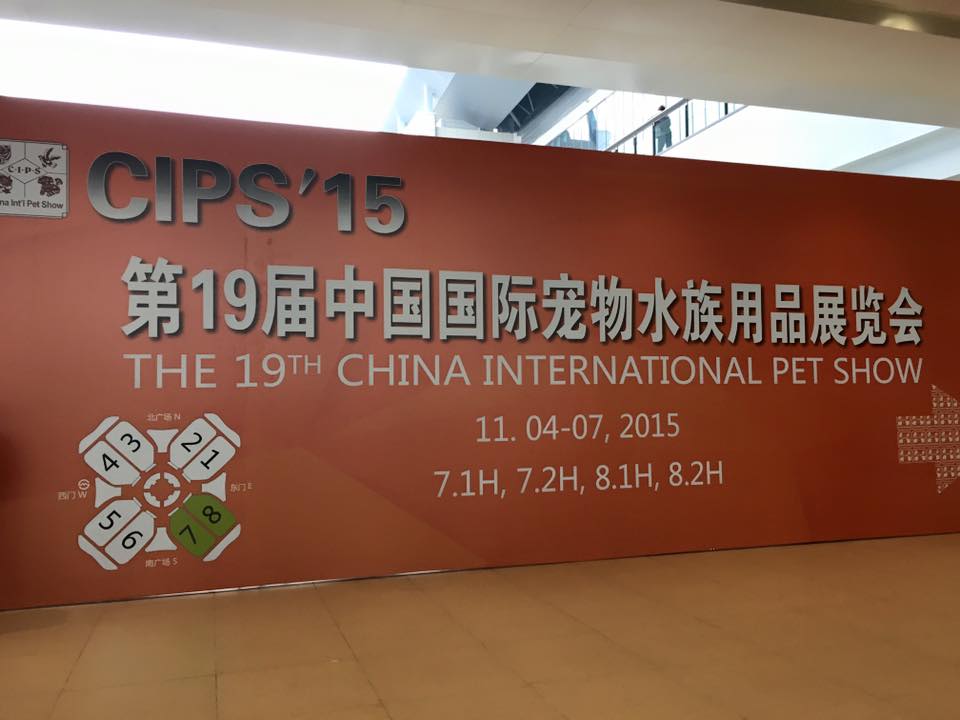 C·I·P·S
na Int'l Pet Show
CIPS'15
第19届中国国际宠物水族用品展览会
THE 19TH CHINA INTERNATIONAL PET SHOW
11. 04-07, 2015
7.1H, 7.2H, 8.1H, 8.2H
北广场 N
3 2
4 1
西门 W
东门 E
5 8
6 7
南广场 S